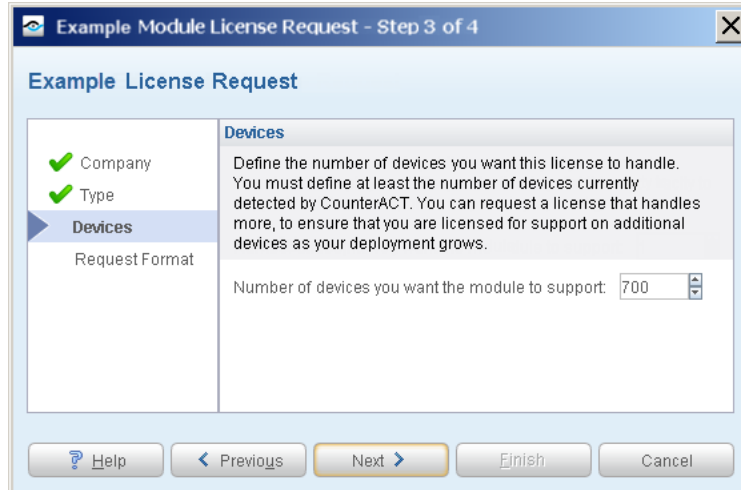 Example Module License Request - Step 3 of 4
Example License Request
Company
Type
Devices
Request Format
Devices
Define the number of devices you want this license to handle.
You must define at least the number of devices currently
detected by CounterACT. You can request a license that handles
more, to ensure that you are licensed for support on additional
devices as your deployment grows.
Number of devices you want the module to support: 700
Help
Previous
Next
Finish
Cancel